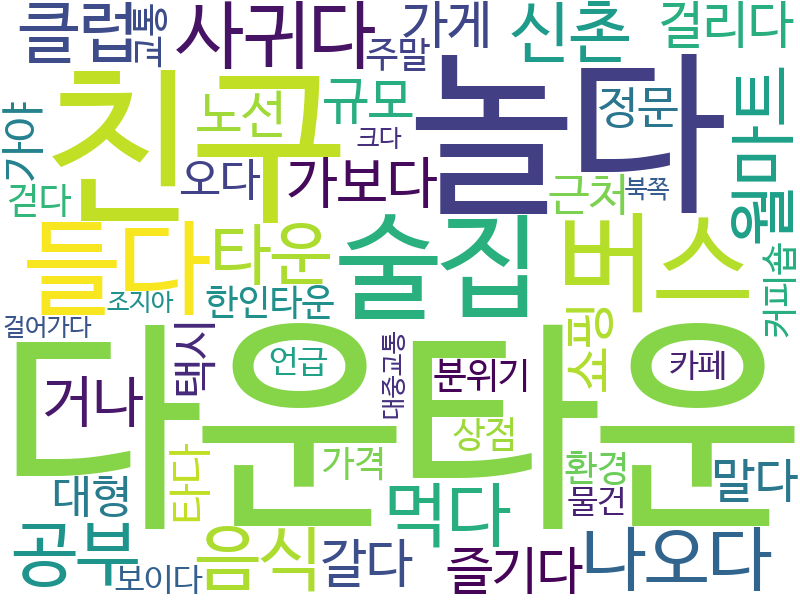 클럽
교통
사귀다
주말
가게
신촌
걸리다
친구
노선
규모
크다
놀다
정문
월마트
가야
걷다
오다
가보다
근처
북쪽
들다
타운
술집
버스
커피숍
조지아
한인타운
걸어가다
다운타운
택시
언급
대중교통
분위기
쇼핑
카페
거나
상점
가격
환경
대형
타다
물건
말다
먹다
공부
음식
보이다
갈다
즐기다
나오다